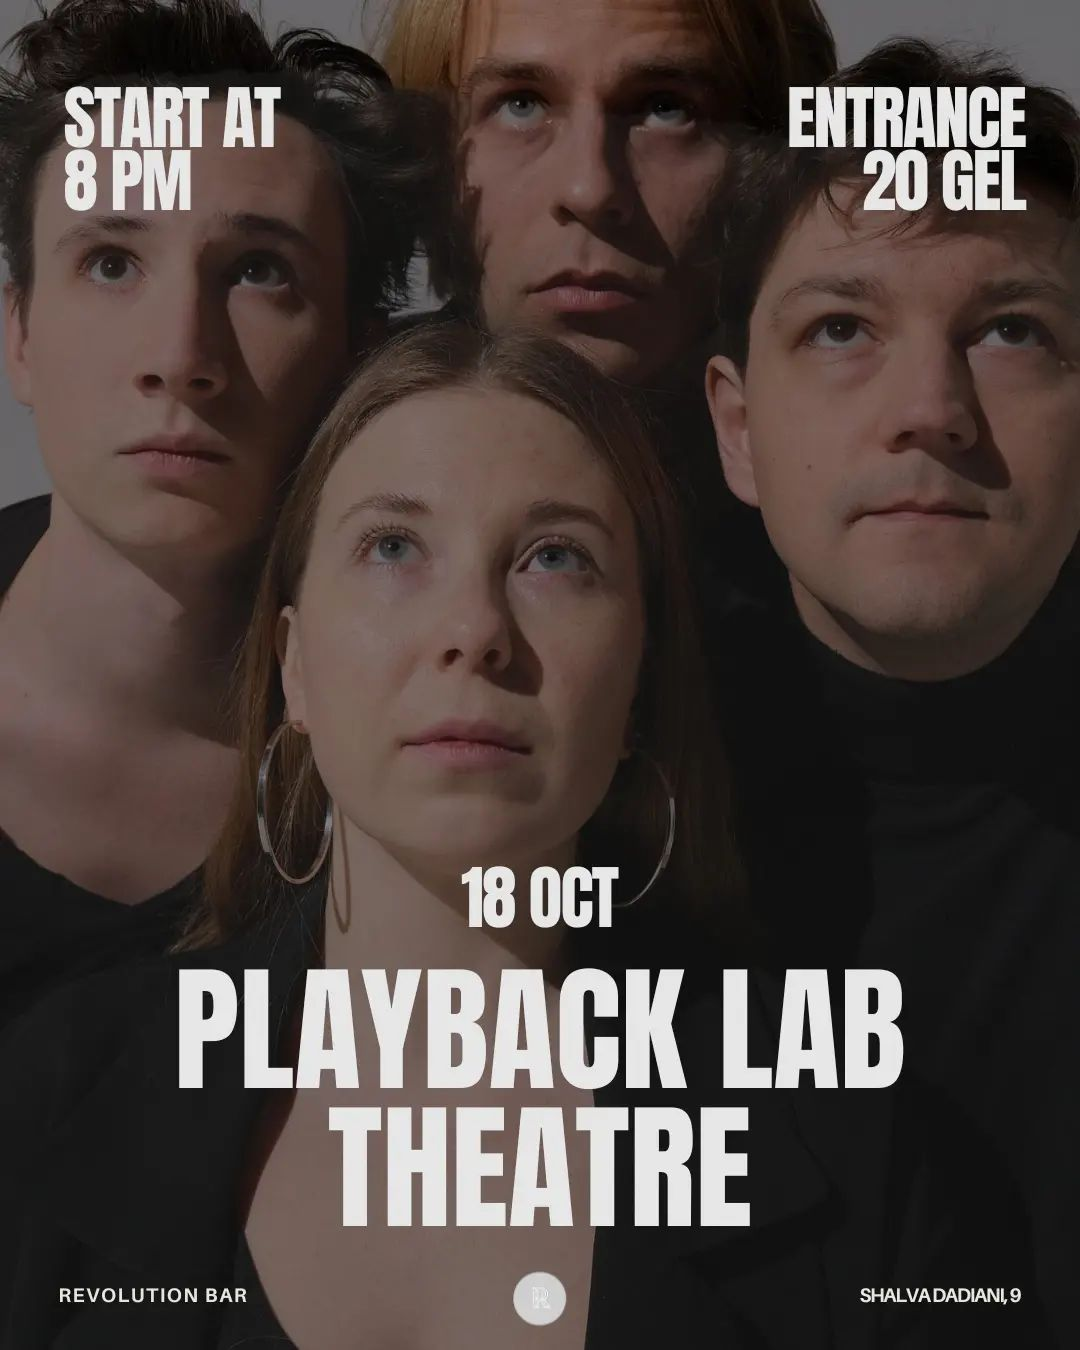 START AT
8 PM
ENTRANCE
20 GEL
18 OCT
PLAYBACK LAB
THEATRE
REVOLUTION BAR
R
SHALVA DADIANI, 9